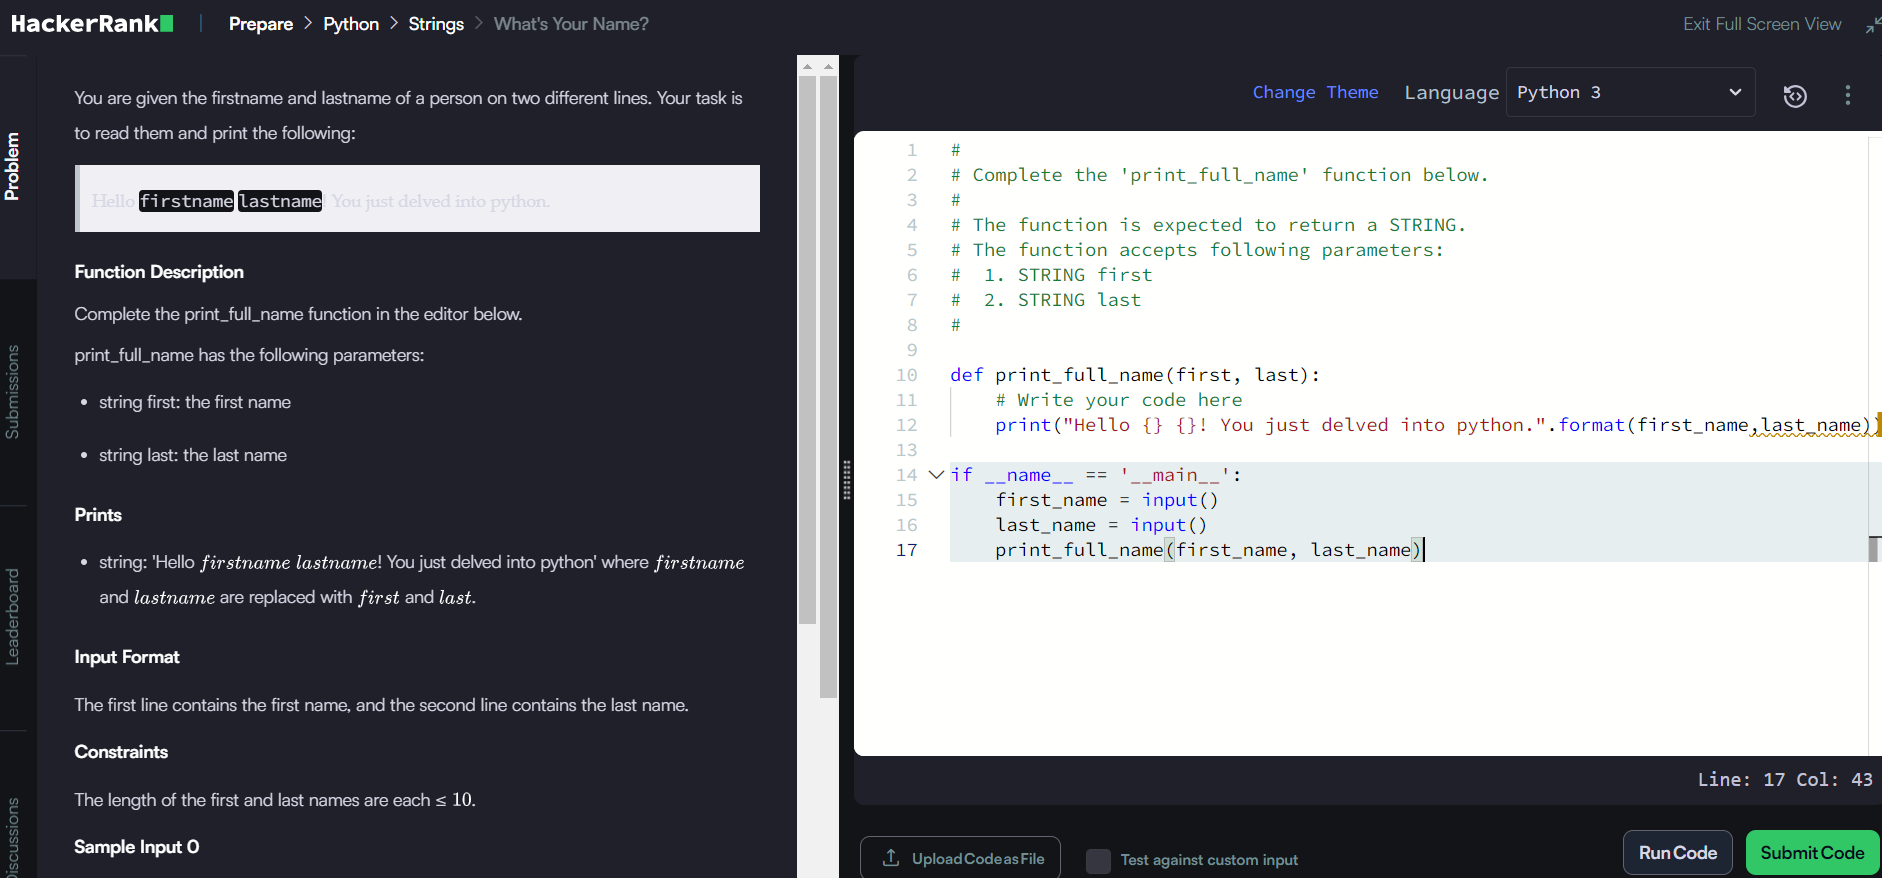 HackerRank
Prepare > Python > Strings > What's Your Name?
Exit Full Screen View
Problem
Submissions
Leaderboard
Discussions
You are given the firstname and lastname of a person on two different lines. Your task is
to read them and print the following:
Hello firstname lastname! You just delved into python.
Function Description
Complete the print_full_name function in the editor below.
print_full_name has the following parameters:
• string first: the first name
• string last: the last name
Prints
• string: 'Hello firstname lastname! You just delved into python' where firstname
and lastname are replaced with first and last.
Input Format
The first line contains the first name, and the second line contains the last name.
Constraints
The length of the first and last names are each ≤ 10.
Sample Input 0
Change Theme Language Python 3
1 #
2 # Complete the 'print_full_name' function below.
3 #
4 # The function is expected to return a STRING.
5 # The function accepts following parameters:
6 #  1. STRING first
7 #  2. STRING last
8 #
9
10 def print_full_name(first, last):
11     # Write your code here
12     print("Hello {} {}! You just delved into python.".format(first_name,last_name))
13
14 if __name__ == '__main__':
15     first_name = input()
16     last_name = input()
17     print_full_name(first_name, last_name)
Line: 17 Col: 43
Upload Code as File
Test against custom input
Run Code
Submit Code